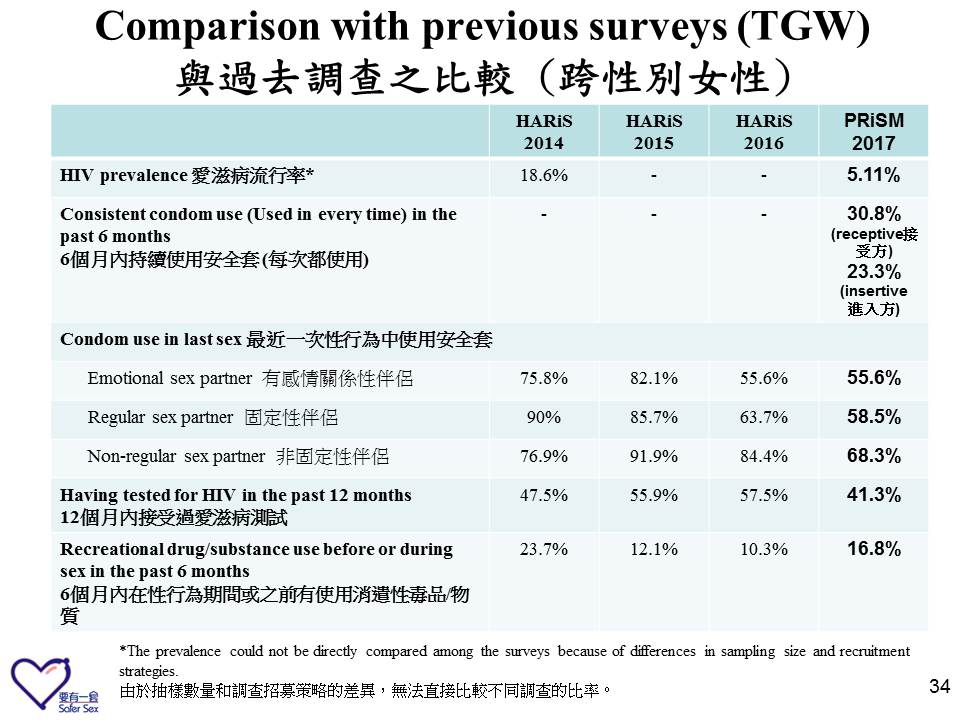 Comparison with previous surveys (TGW)
與過去調查之比較（跨性別女性）
HARiS 2014
HARiS 2015
HARiS 2016
PRiSM 2017
HIV prevalence 愛滋病流行率*
18.6%
-
-
5.11%
Consistent condom use (Used in every time) in the
past 6 months
6個月內持續使用安全套(每次都使用)
-
-
-
30.8%
(receptive接
受方)
23.3%
(insertive
進入方)
Condom use in last sex 最近一次性行為中使用安全套
Emotional sex partner 有感情關係性伴侶
75.8%
82.1%
55.6%
55.6%
Regular sex partner 固定性伴侶
90%
85.7%
63.7%
58.5%
Non-regular sex partner 非固定性伴侶
76.9%
91.9%
84.4%
68.3%
Having tested for HIV in the past 12 months
12個月內接受過愛滋病測試
47.5%
55.9%
57.5%
41.3%
Recreational drug/substance use before or during
sex in the past 6 months
6個月內在性行為期間或之前有使用消遣性毒品/物
質
23.7%
12.1%
10.3%
16.8%
*The prevalence could not be directly compared among the surveys because of differences in sampling size and recruitment
strategies.
由於抽樣數量和調查招募策略的差異，無法直接比較不同調查的比率。
要有一套
Safer Sex
34